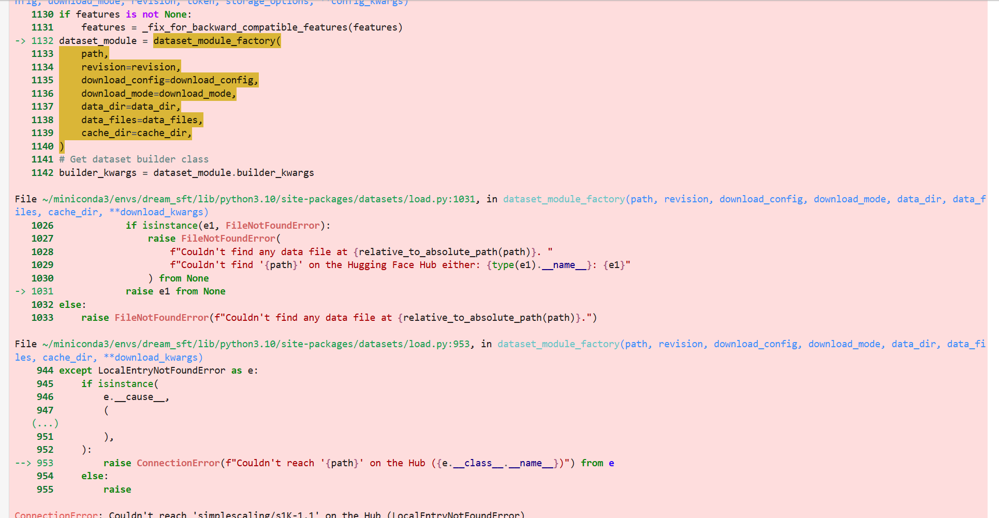 nfig, download_mode, revision, token, storage_options, **config_kwargs)
1130 if features is not None:
1131     features = _fix_for_backward_compatible_features(features)
-> 1132 dataset_module = dataset_module_factory(
1133     path,
1134     revision=revision,
1135     download_config=download_config,
1136     download_mode=download_mode,
1137     data_dir=data_dir,
1138     data_files=data_files,
1139     cache_dir=cache_dir,
1140 )
1141 # Get dataset builder class
1142 builder_kwargs = dataset_module.builder_kwargs
File ~/miniconda3/envs/dream_sft/lib/python3.10/site-packages/datasets/load.py:1031, in dataset_module_factory(path, revision, download_config, download_mode, data_dir, data_f
iles, cache_dir, **download_kwargs)
1026             if isinstance(e1, FileNotFoundError):
1027                 raise FileNotFoundError(
1028                     f"Couldn't find any data file at {relative_to_absolute_path(path)}. "
1029                     f"Couldn't find '{path}' on the Hugging Face Hub either: {type(e1).__name__}: {e1}"
1030                 ) from None
-> 1031             raise e1 from None
1032 else:
1033     raise FileNotFoundError(f"Couldn't find any data file at {relative_to_absolute_path(path)}.")
File ~/miniconda3/envs/dream_sft/lib/python3.10/site-packages/datasets/load.py:953, in dataset_module_factory(path, revision, download_config, download_mode, data_dir, data_fi
les, cache_dir, **download_kwargs)
944 except LocalEntryNotFoundError as e:
945     if isinstance(
946         e.__cause__,
947         (
(...)
951         ),
952     ):
--> 953         raise ConnectionError(f"Couldn't reach '{path}' on the Hub ({e.__class__.__name__})") from e
954     else:
955         raise
ConnectionError: Couldn't reach 'simplescaling/s1K-1.1' on the Hub (LocalEntryNotFoundError)